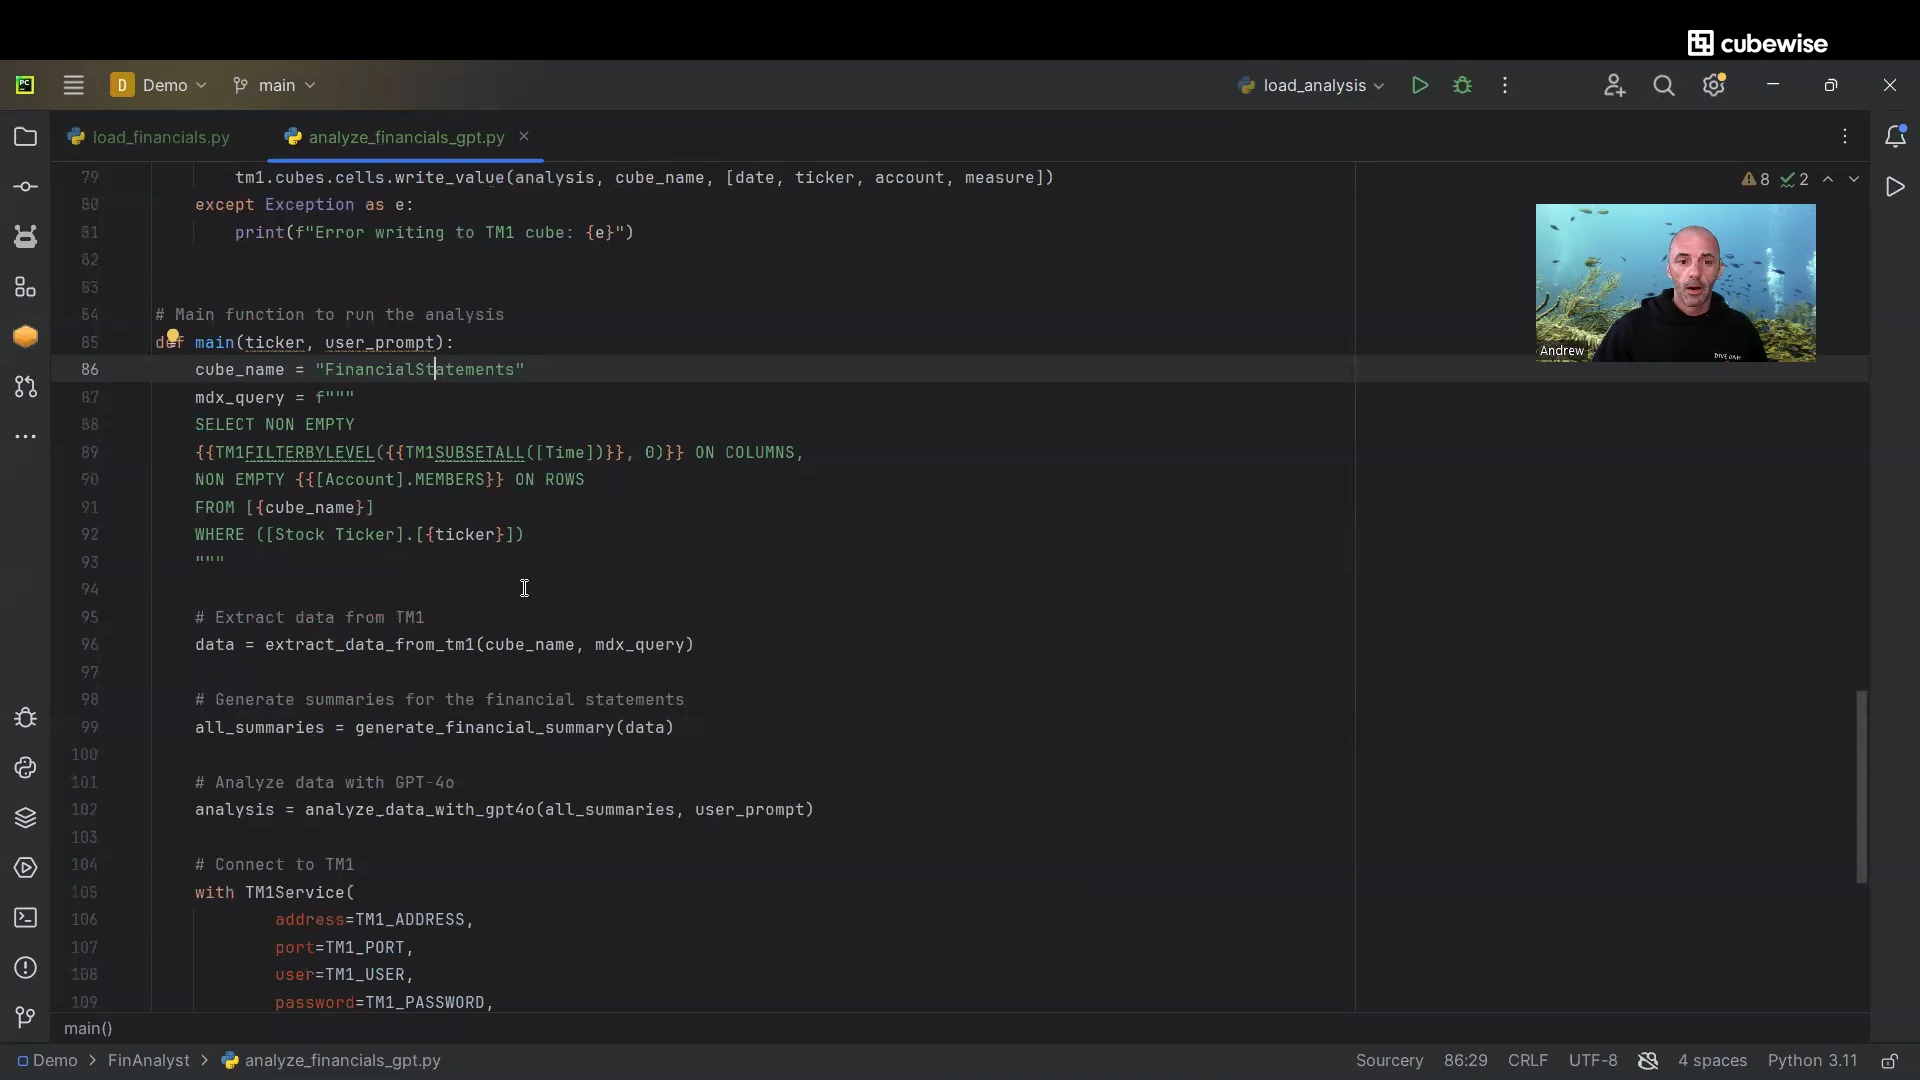 cubewise
PC
D Demo
main
load_analysis
load_financials.py
analyze_financials_gpt.py
79 tm1.cubes.cells.write_value(analysis, cube_name, [date, ticker, account, measure])
80 except Exception as e:
81 print(f"Error writing to TM1 cube: {e}")
82
83
84 # Main function to run the analysis
85 def main(ticker, user_prompt):
86 cube_name = "FinancialStatements"
87 mdx_query = f"""
88 SELECT NON EMPTY
89 {{TM1FILTERBYLEVEL({{TM1SUBSETALL([Time])}}, 0)}} ON COLUMNS,
90 NON EMPTY {{[Account].MEMBERS}} ON ROWS
91 FROM [{cube_name}]
92 WHERE ([Stock Ticker].[{ticker}])
93 """
94
95 # Extract data from TM1
96 data = extract_data_from_tm1(cube_name, mdx_query)
97
98 # Generate summaries for the financial statements
99 all_summaries = generate_financial_summary(data)
100
101 # Analyze data with GPT-4o
102 analysis = analyze_data_with_gpt4o(all_summaries, user_prompt)
103
104 # Connect to TM1
105 with TM1Service(
106 address=TM1_ADDRESS,
107 port=TM1_PORT,
108 user=TM1_USER,
109 password=TM1_PASSWORD,
8 2
Andrew
DIVE OAHU
main()
Demo > FinAnalyst > analyze_financials_gpt.py
Sourcery 86:29 CRLF UTF-8 4 spaces Python 3.11